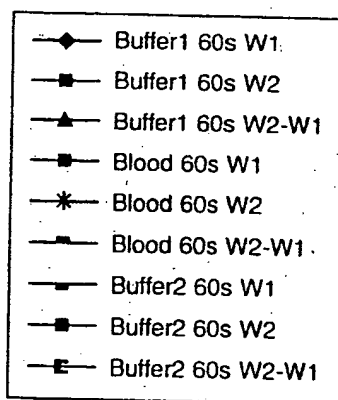 Buffer1 60s W1
Buffer1 60s W2
Buffer1 60s W2-W1
Blood 60s W1
Blood 60s W2
Blood 60s W2-W1
Buffer2 60s W1
Buffer2 60s W2
Buffer2 60s W2-W1